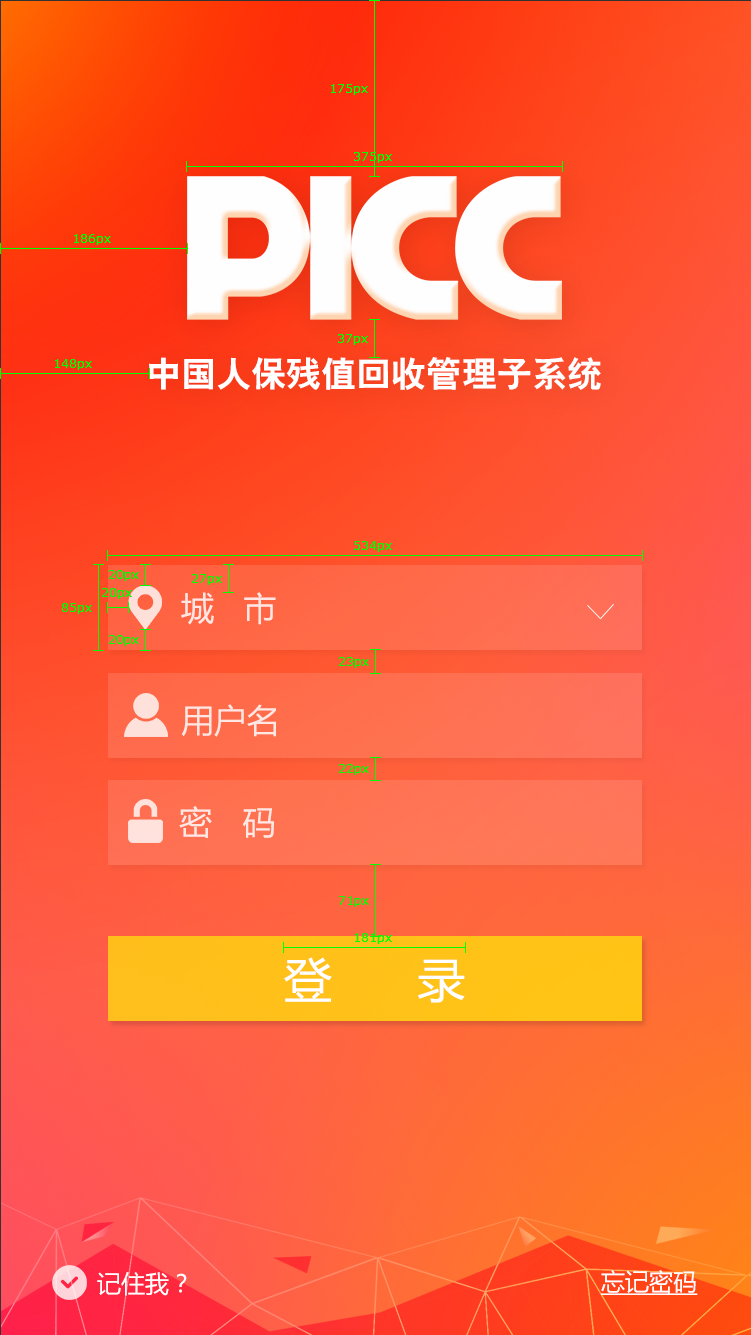 175px
375px
PICC
186px
37px
148px
中国人保残值回收管理子系统
534px
20px
27px
20px
85px
城 市
20px
23px
用户名
22px
密 码
71px
181px
登 录
记住我？
忘记密码